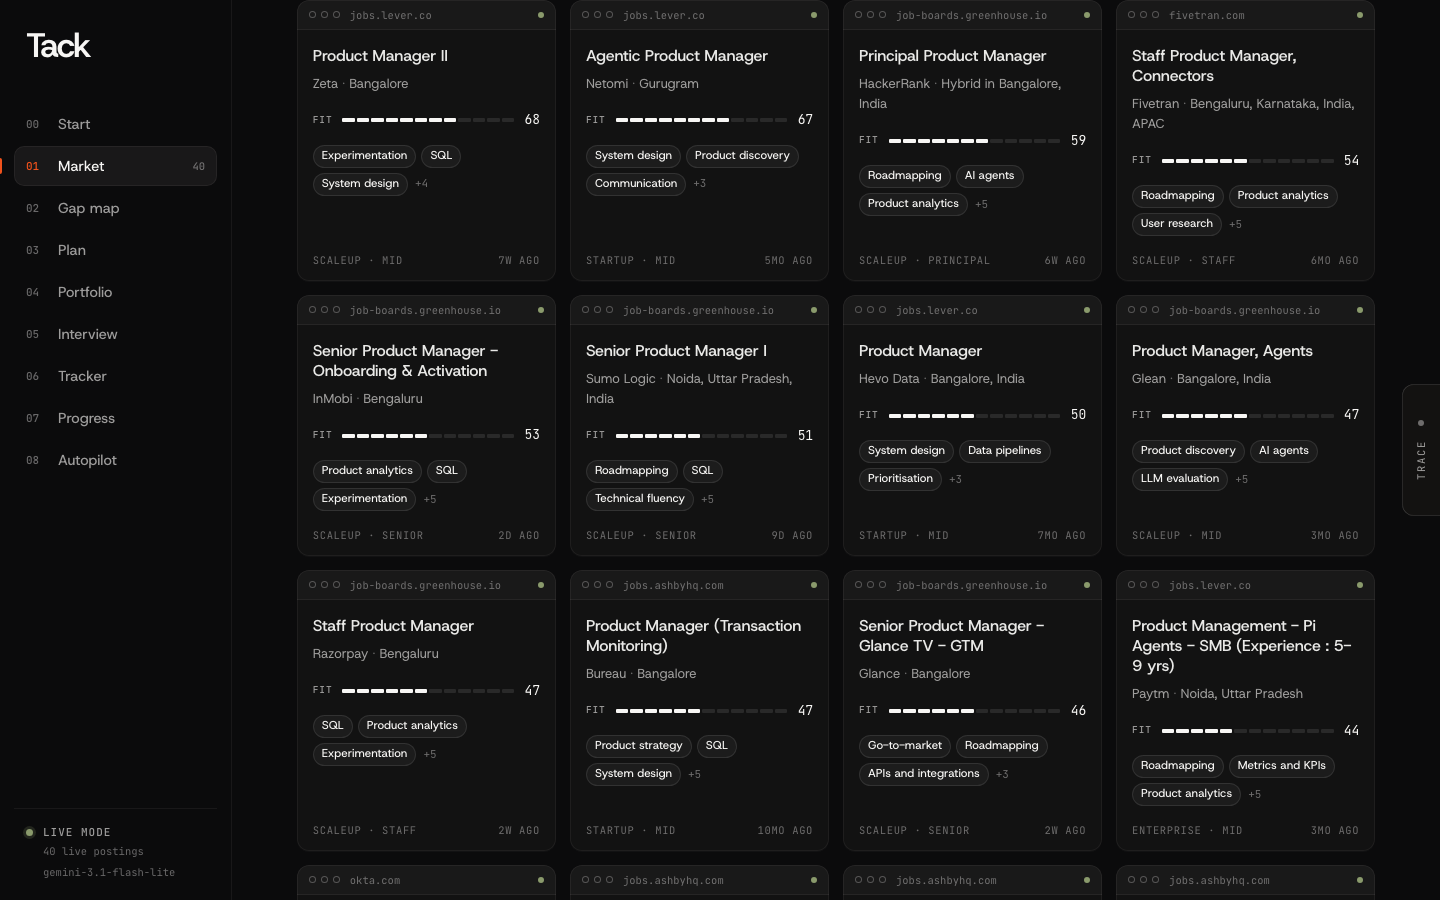 Tack
00 Start
01 Market 40
02 Gap map
03 Plan
04 Portfolio
05 Interview
06 Tracker
07 Progress
08 Autopilot
LIVE MODE
40 live postings
gemini-3.1-flash-lite
jobs.lever.co
Product Manager II
Zeta · Bangalore
FIT 68
Experimentation SQL
System design +4
SCALEUP · MID 7W AGO
jobs.lever.co
Agentic Product Manager
Netomi · Gurugram
FIT 67
System design Product discovery
Communication +3
STARTUP · MID 5MO AGO
job-boards.greenhouse.io
Principal Product Manager
HackerRank · Hybrid in Bangalore,
India
FIT 59
Roadmapping AI agents
Product analytics +5
SCALEUP · PRINCIPAL 6W AGO
fivetran.com
Staff Product Manager,
Connectors
Fivetran · Bengaluru, Karnataka, India,
APAC
FIT 54
Roadmapping Product analytics
User research +5
SCALEUP · STAFF 6MO AGO
job-boards.greenhouse.io
Senior Product Manager -
Onboarding & Activation
InMobi · Bengaluru
FIT 53
Product analytics SQL
Experimentation +5
SCALEUP · SENIOR 2D AGO
job-boards.greenhouse.io
Senior Product Manager I
Sumo Logic · Noida, Uttar Pradesh,
India
FIT 51
Roadmapping SQL
Technical fluency +5
SCALEUP · SENIOR 9D AGO
jobs.lever.co
Product Manager
Hevo Data · Bangalore, India
FIT 50
System design Data pipelines
Prioritisation +3
STARTUP · MID 7MO AGO
job-boards.greenhouse.io
Product Manager, Agents
Glean · Bangalore, India
FIT 47
Product discovery AI agents
LLM evaluation +5
SCALEUP · MID 3MO AGO
job-boards.greenhouse.io
Staff Product Manager
Razorpay · Bengaluru
FIT 47
SQL Product analytics
Experimentation +5
SCALEUP · STAFF 2W AGO
jobs.ashbyhq.com
Product Manager (Transaction
Monitoring)
Bureau · Bangalore
FIT 47
Product strategy SQL
System design +5
STARTUP · MID 10MO AGO
job-boards.greenhouse.io
Senior Product Manager -
Glance TV - GTM
Glance · Bangalore
FIT 46
Go-to-market Roadmapping
APIs and integrations +3
SCALEUP · SENIOR 2W AGO
jobs.lever.co
Product Management - Pi
Agents - SMB (Experience : 5-
9 yrs)
Paytm · Noida, Uttar Pradesh
FIT 44
Roadmapping Metrics and KPIs
Product analytics +5
ENTERPRISE · MID 3MO AGO
okta.com
jobs.ashbyhq.com
jobs.ashbyhq.com
jobs.ashbyhq.com
TRACE